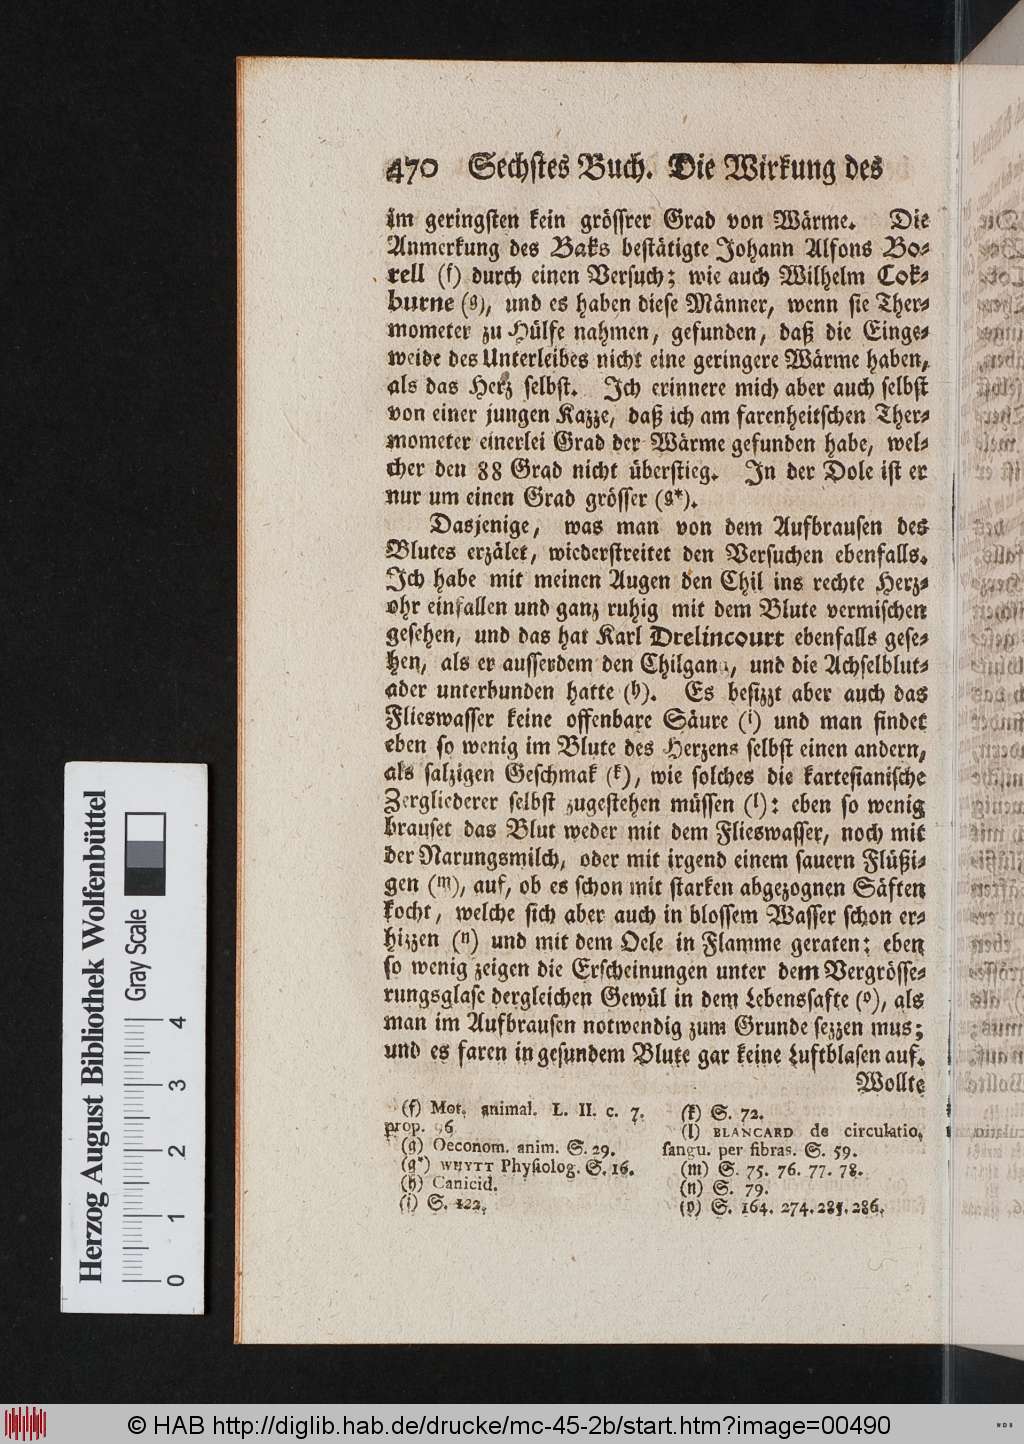 470 Sechstes Buch. Die Wirkung des
im geringsten kein grössrer Grad von Wärme. Die
Anmerkung des Baks bestätigte Johann Alfons Bo-
rell (f) durch einen Versuch; wie auch Wilhelm Cok-
burne (g), und es haben diese Männer, wenn sie Ther-
mometer zu Hülfe nahmen, gefunden, daß die Einge-
weide des Unterleibes nicht eine geringere Wärme haben,
als das Herz selbst. Ich erinnere mich aber auch selbst
von einer jungen Kazze, daß ich am farenheitschen Ther-
mometer einerlei Grad der Wärme gefunden habe, wel-
cher den 88 Grad nicht überstieg. In der Dole ist er
nur um einen Grad grösser (g*).
Dasjenige, was man von dem Aufbrausen des
Blutes erzälet, wiederstreitet den Versuchen ebenfalls.
Ich habe mit meinen Augen den Chil ins rechte Herz-
ohr einfallen und ganz ruhig mit dem Blute vermischen
gesehen, und das hat Karl Drelincourt ebenfalls gese-
hen, als er ausserdem den Chilgang, und die Achselblut-
ader unterbunden hatte (h). Es besizzt aber auch das
Flieswasser keine offenbare Säure (i) und man findet
eben so wenig im Blute des Herzens selbst einen andern,
als salzigen Geschmak (k), wie solches die kartesianische
Zergliederer selbst zugestehen müssen (l): eben so wenig
brauset das Blut weder mit dem Flieswasser, noch mit
der Narungsmilch, oder mit irgend einem sauern Flüßi-
gen (m), auf, ob es schon mit starken abgezognen Säften
kocht, welche sich aber auch in blossem Wasser schon er-
hizzen (n) und mit dem Oele in Flamme geraten: eben
so wenig zeigen die Erscheinungen unter dem Vergrösse-
rungsglase dergleichen Gewül in dem Lebenssafte (o), als
man im Aufbrausen notwendig zum Grunde sezzen mus;
und es faren in gesundem Blute gar keine Luftblasen auf.
Wollte
(f) Mot. animal. L. II. c. 7.
prop. 96
(g) Oeconom. anim. S. 29.
(g*) WHYTT Physiolog. S. 16.
(h) Canicid.
(i) S. 122.
(k) S. 72.
(l) BLANCARD de circulatio.
sangu. per fibras. S. 59.
(m) S. 75. 76. 77. 78.
(n) S. 79.
(o) S. 164. 274. 285. 286.
Herzog August Bibliothek Wolfenbüttel
Gray Scale
0 1 2 3 4
© HAB http://diglib.hab.de/drucke/mc-45-2b/start.htm?image=00490